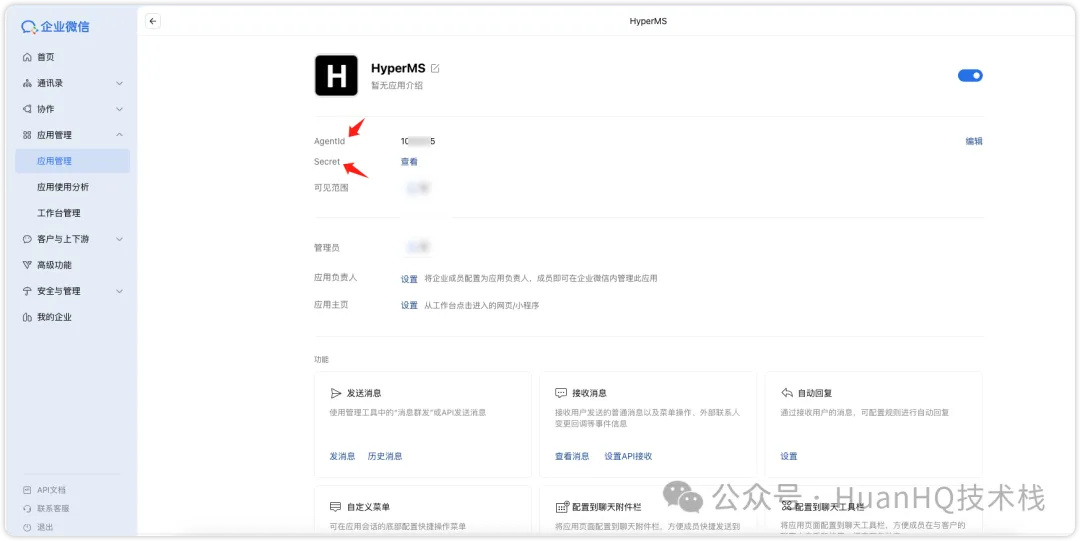 企业微信
HyperMS
首页
通讯录
协作
应用管理
应用管理
应用使用分析
工作台管理
客户与上下游
高级功能
安全与管理
我的企业
API文档
联系客服
退出
H
HyperMS
暂无应用介绍
AgentId 10 5 编辑
Secret 查看
可见范围
管理员
应用负责人 设置 将企业成员配置为应用负责人，成员即可在企业微信内管理此应用
应用主页 设置 从工作台点击进入的网页/小程序
功能
发送消息
使用管理工具中的“消息群发”或API发送消息
发消息 历史消息
接收消息
接收用户发送的普通消息以及菜单操作、外部联系人
变更回调等事件信息
查看消息 设置API接收
自动回复
通过接收用户的消息，可配置规则进行自动回复
设置
自定义菜单
可在应用会话的底部配置快捷操作菜单
配置到聊天附件栏
将应用页面配置到聊天附件栏，方便成员快捷发送到
配置到聊天工具栏
将应用页面配置到聊天工具栏，方便成员在与客户的
公众号 · HuanHQ技术栈